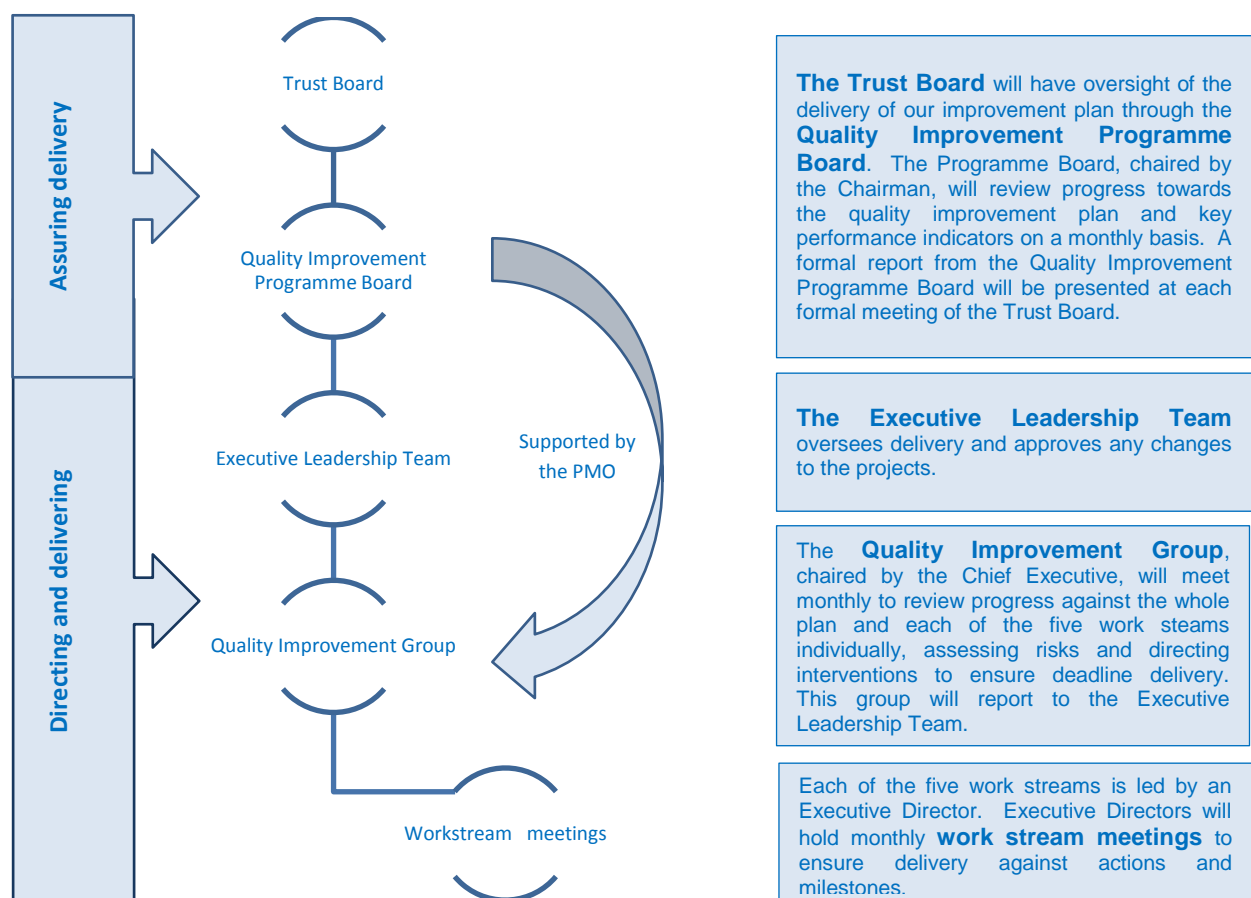 Assuring delivery
Directing and delivering
Trust Board
Quality Improvement
Programme Board
Executive Leadership Team
Quality Improvement Group
Workstream meetings
Supported by
the PMO
The Trust Board will have oversight of the
delivery of our improvement plan through the
Quality Improvement Programme
Board. The Programme Board, chaired by
the Chairman, will review progress towards
the quality improvement plan and key
performance indicators on a monthly basis. A
formal report from the Quality Improvement
Programme Board will be presented at each
formal meeting of the Trust Board.
The Executive Leadership Team
oversees delivery and approves any changes
to the projects.
The Quality Improvement Group,
chaired by the Chief Executive, will meet
monthly to review progress against the whole
plan and each of the five work steams
individually, assessing risks and directing
interventions to ensure deadline delivery.
This group will report to the Executive
Leadership Team.
Each of the five work streams is led by an
Executive Director. Executive Directors will
hold monthly work stream meetings to
ensure delivery against actions and
milestones.